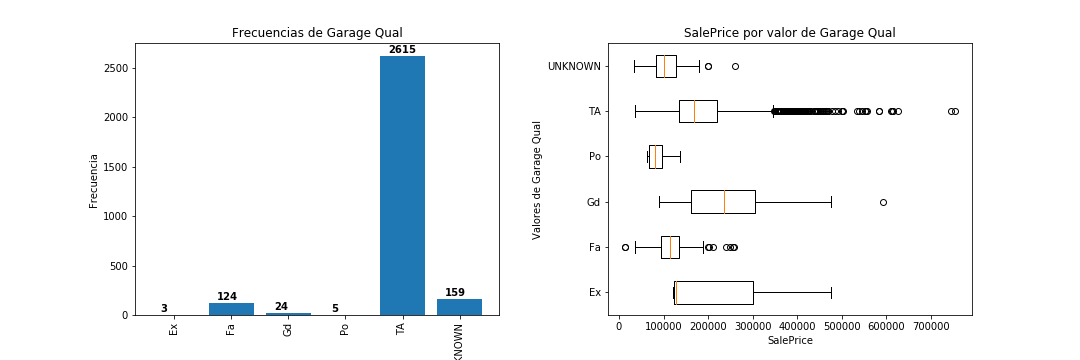 Frecuencias de Garage Qual
Frecuencia
2500
2000
1500
1000
500
0
3
124
24
5
2615
159
Ex
Fa
Gd
Po
TA
KNOWN
SalePrice por valor de Garage Qual
Valores de Garage Qual
UNKNOWN
TA
Po
Gd
Fa
Ex
0
100000
200000
300000
400000
500000
600000
700000
SalePrice